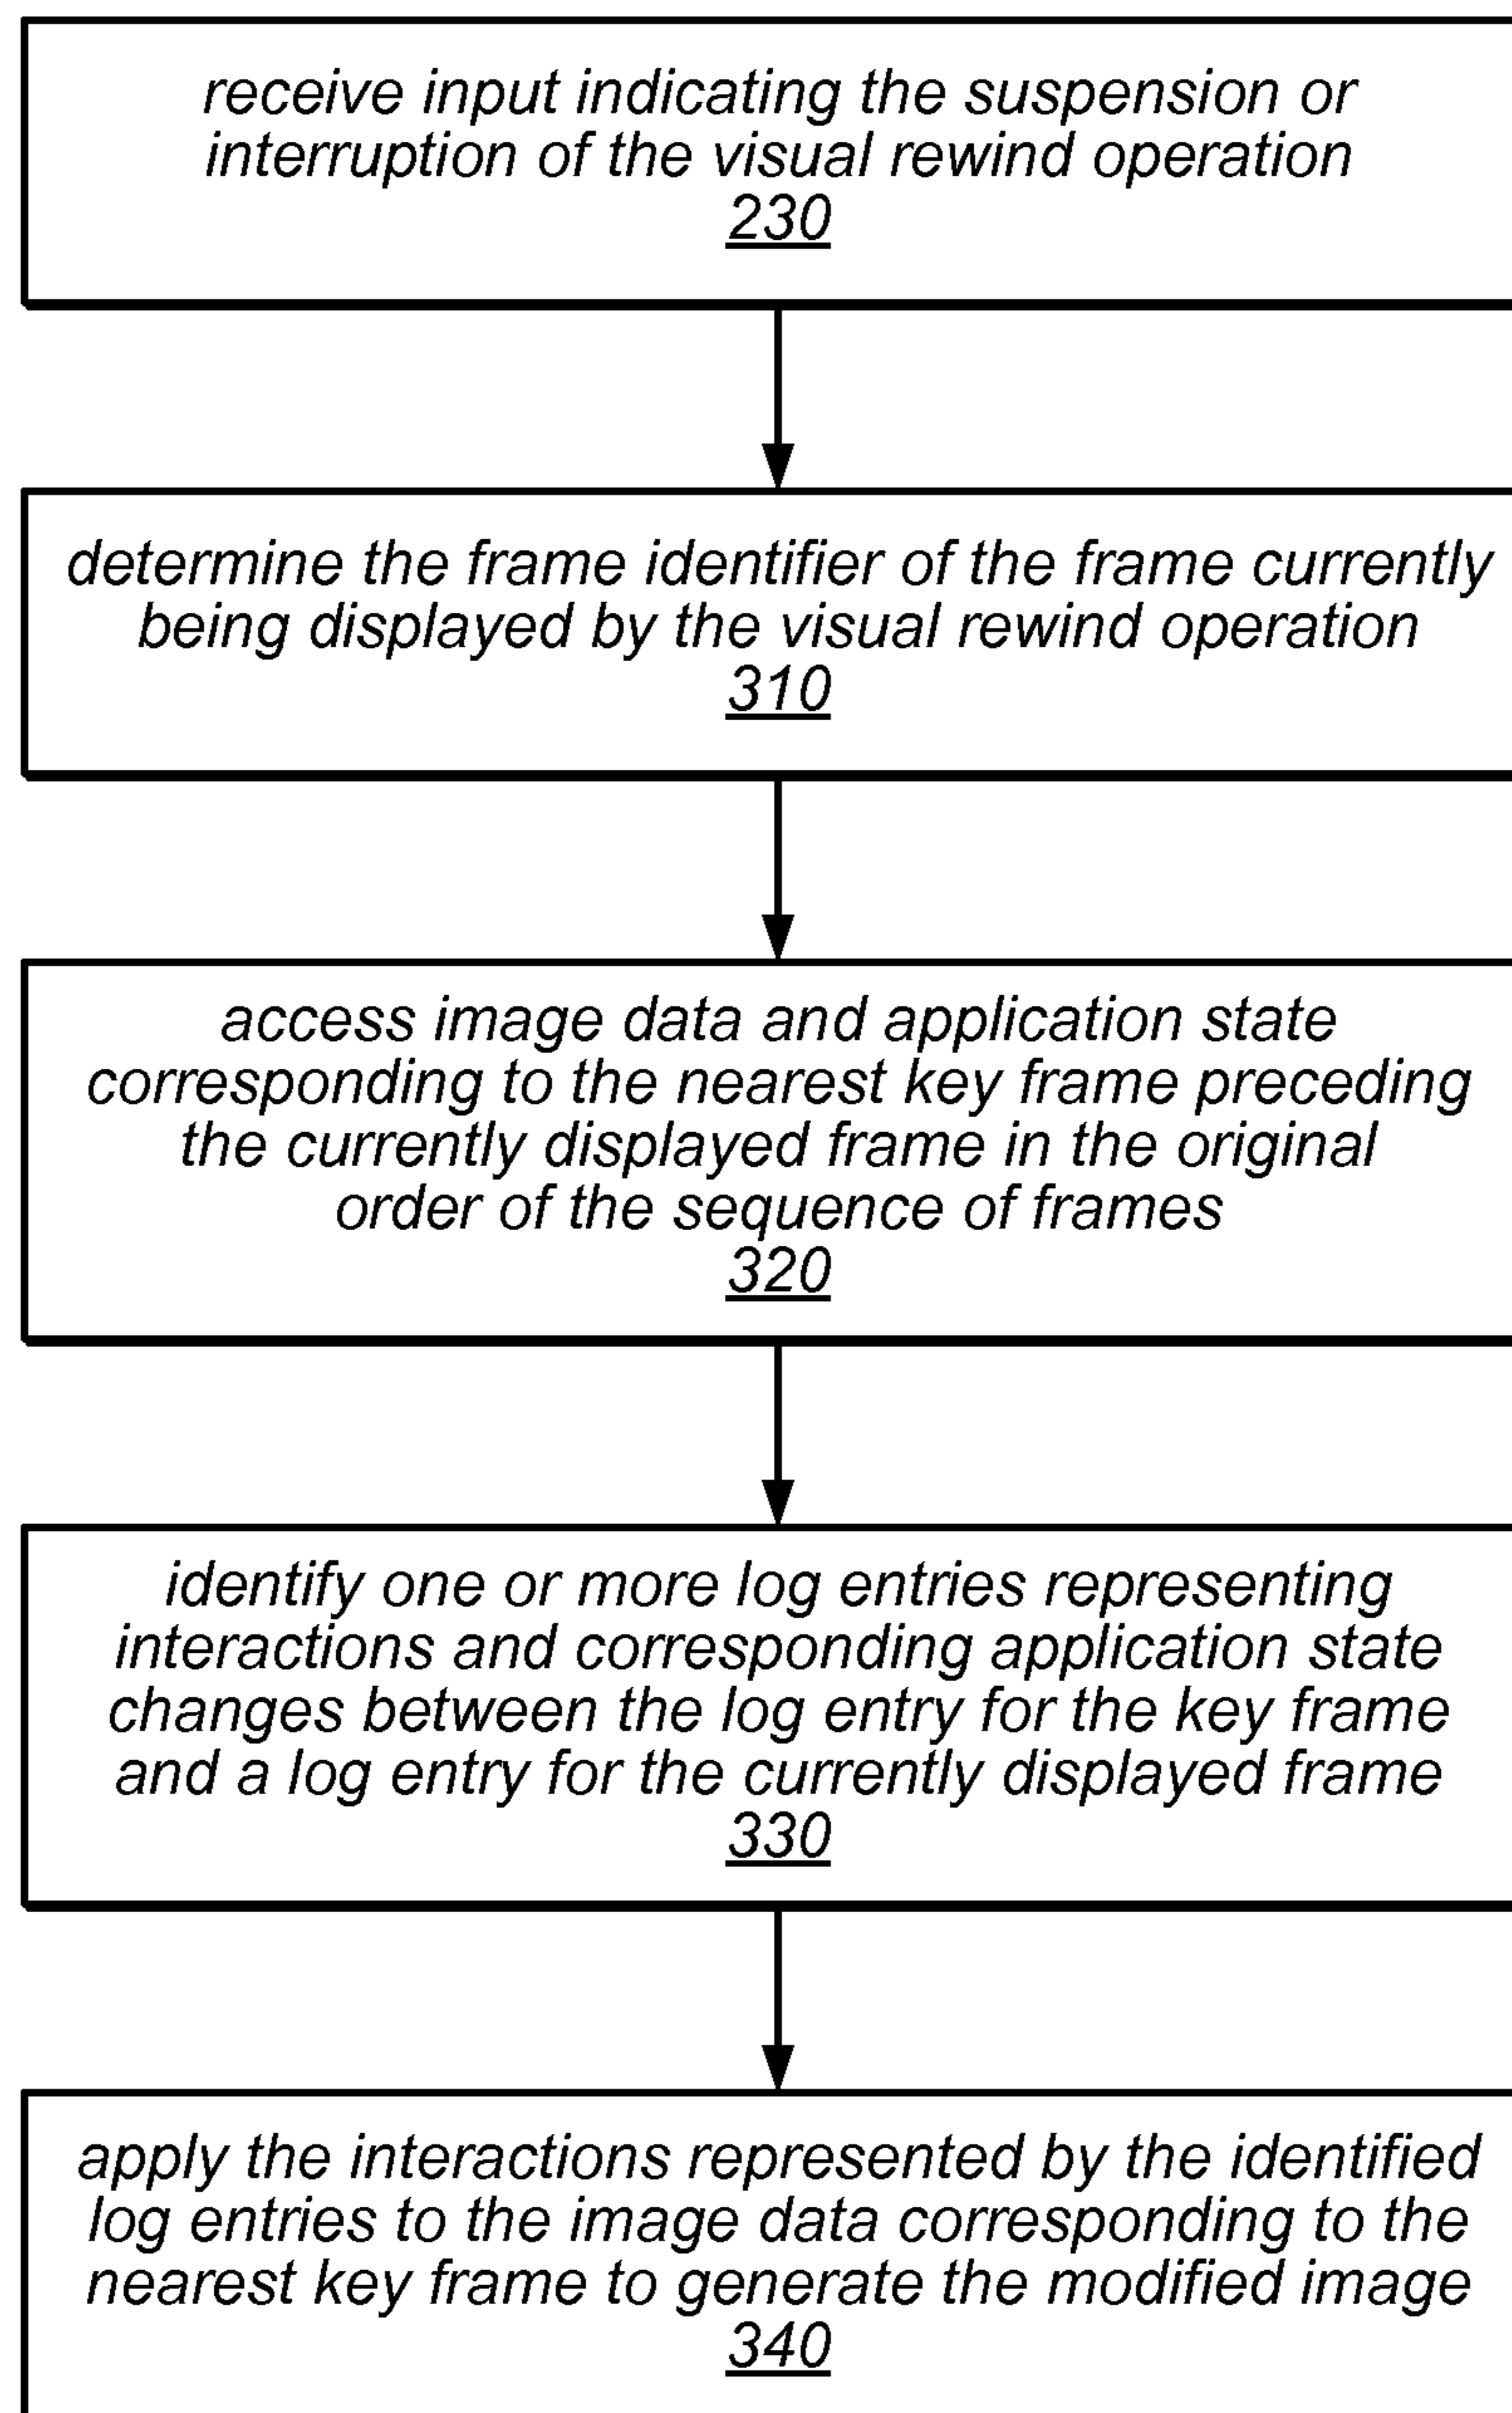 receive input indicating the suspension or
interruption of the visual rewind operation
230
determine the frame identifier of the frame currently
being displayed by the visual rewind operation
310
access image data and application state
corresponding to the nearest key frame preceding
the currently displayed frame in the original
order of the sequence of frames
320
identify one or more log entries representing
interactions and corresponding application state
changes between the log entry for the key frame
and a log entry for the currently displayed frame
330
apply the interactions represented by the identified
log entries to the image data corresponding to the
nearest key frame to generate the modified image
340